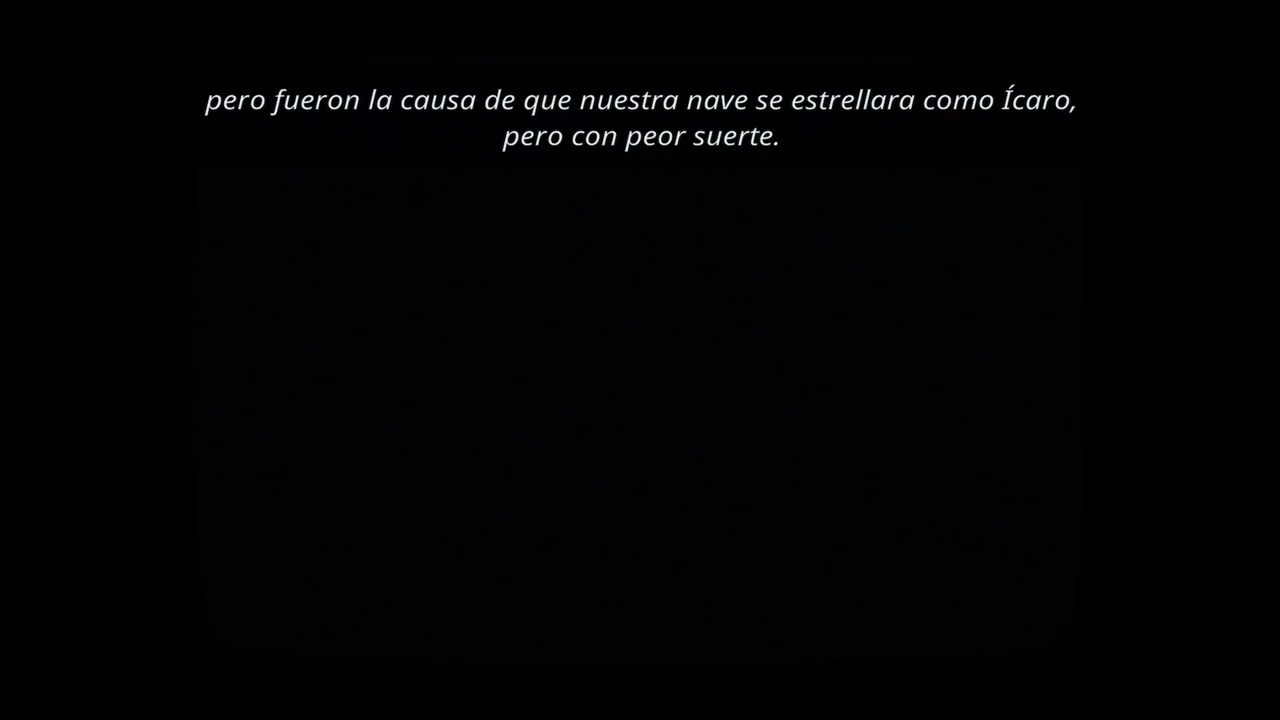 pero fueron la causa de que nuestra nave se estrellara como Ícaro,
pero con peor suerte.